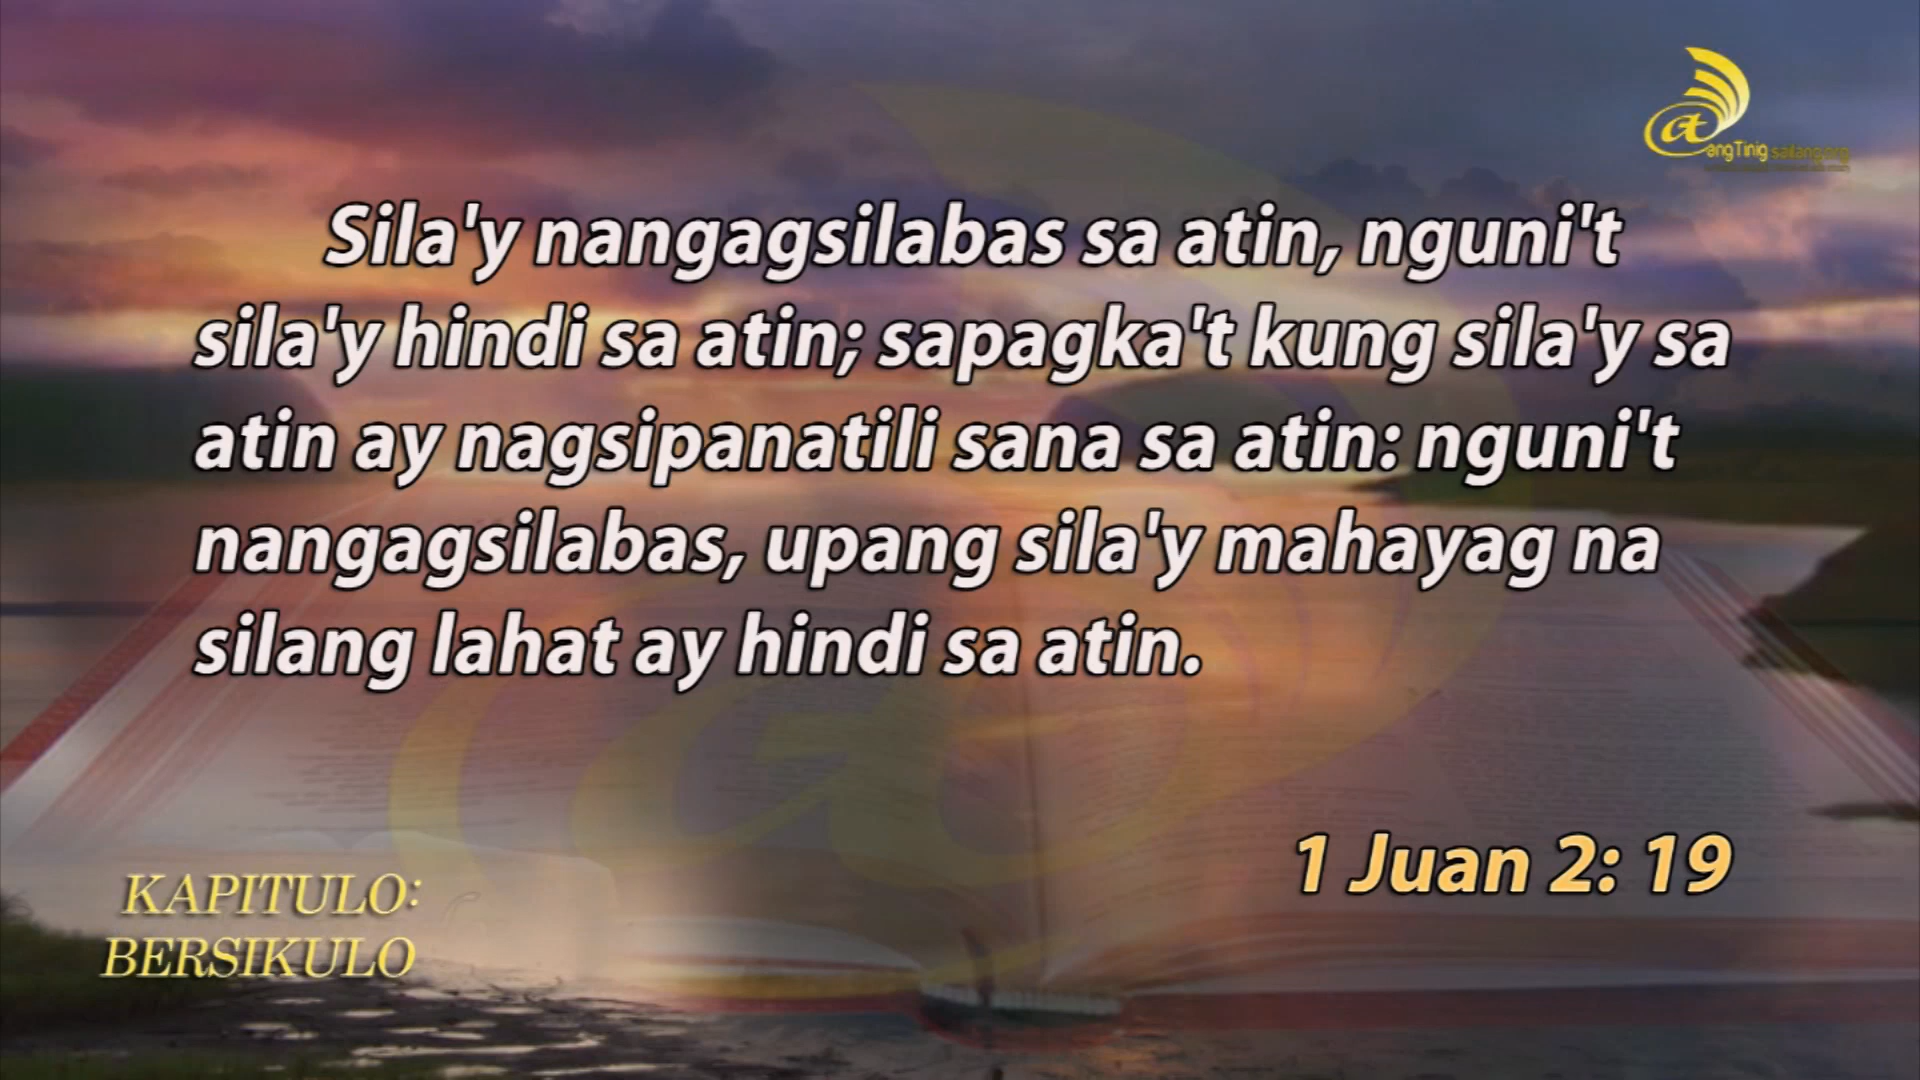 angTinig sailang.org
Sila'y nangagsilabas sa atin, nguni't
sila'y hindi sa atin; sapagka't kung sila'y sa
atin ay nagsipanatili sana sa atin: nguni't
nangagsilabas, upang sila'y mahayag na
silang lahat ay hindi sa atin.
1 Juan 2: 19
KAPITULO:
BERSIKULO